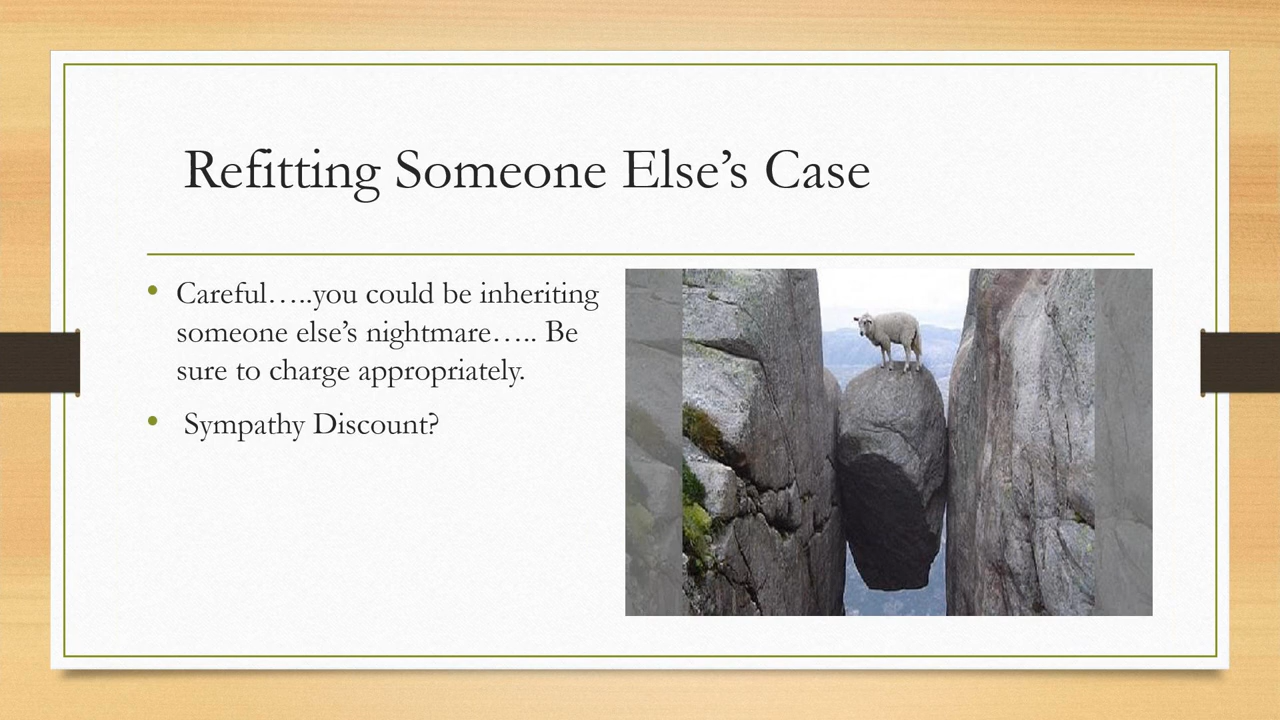 Refitting Someone Else’s Case
• Careful…..you could be inheriting
someone else’s nightmare….. Be
sure to charge appropriately.
• Sympathy Discount?